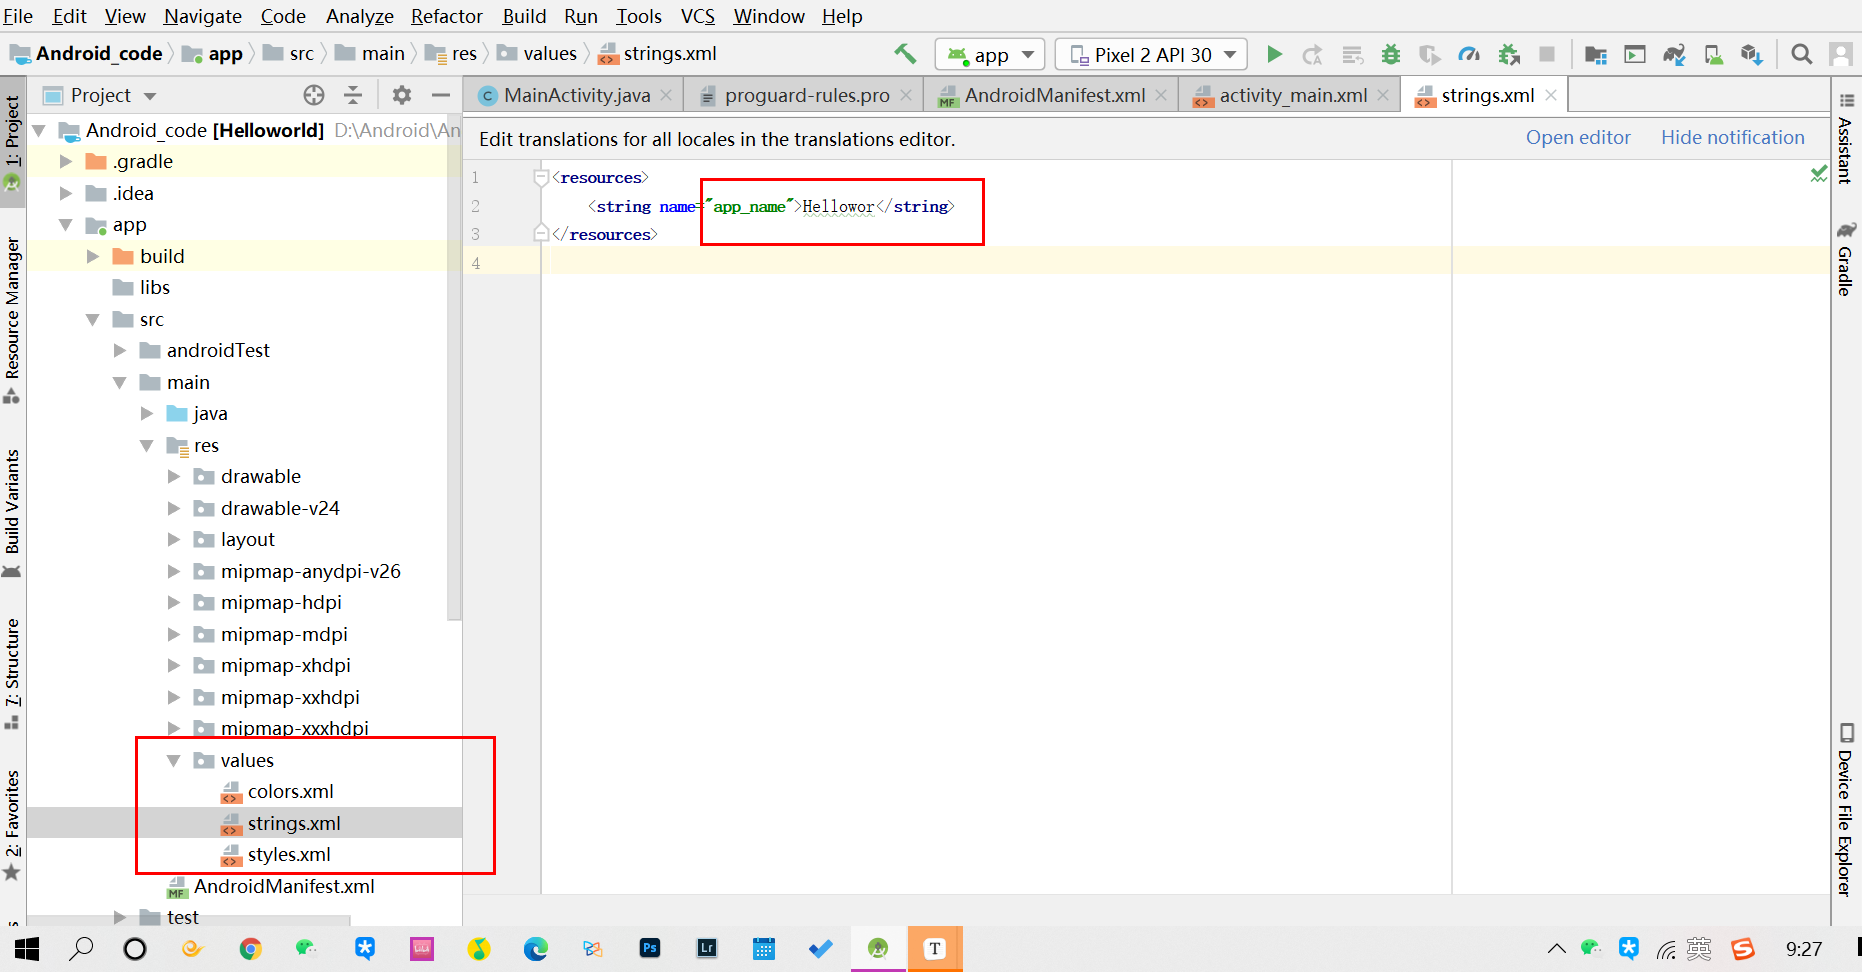 File Edit View Navigate Code Analyze Refactor Build Run Tools VCS Window Help
Android_code app src main res values strings.xml app Pixel 2 API 30
Project MainActivity.java proguard-rules.pro AndroidManifest.xml activity_main.xml strings.xml
Edit translations for all locales in the translations editor. Open editor Hide notification
1 <resources>
2 <string name="app_name">Hellowor</string>
3 </resources>
4
Android_code [Helloworld] D:\Android\An
.gradle
.idea
app
build
libs
src
androidTest
main
java
res
drawable
drawable-v24
layout
mipmap-anydpi-v26
mipmap-hdpi
mipmap-mdpi
mipmap-xhdpi
mipmap-xxhdpi
mipmap-xxxhdpi
values
colors.xml
strings.xml
styles.xml
AndroidManifest.xml
test
1: Project
Resource Manager
Build Variants
7: Structure
2: Favorites
Assistant
Gradle
Device File Explorer
MF
MF
C
Ps
Lr
T
英
S
9:27